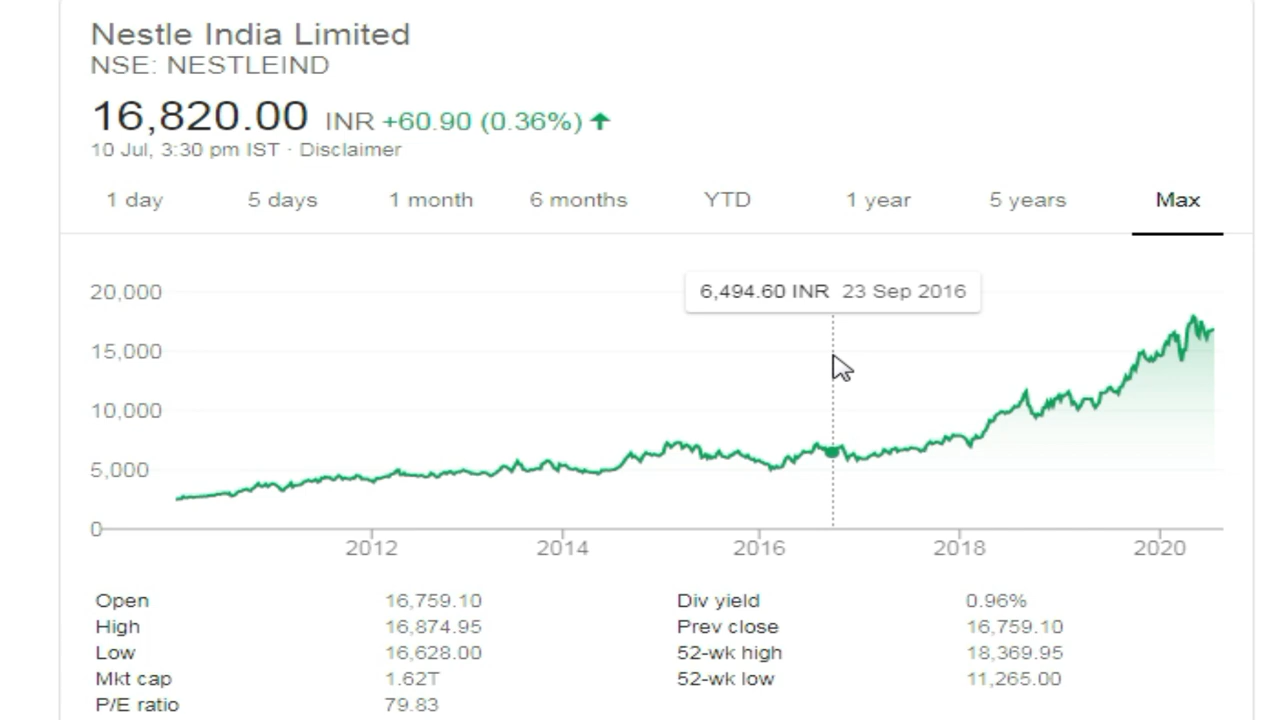 Nestle India Limited
NSE: NESTLEIND
16,820.00 INR +60.90 (0.36%) ↑
10 Jul, 3:30 pm IST · Disclaimer
1 day 5 days 1 month 6 months YTD 1 year 5 years Max
6,494.60 INR 23 Sep 2016
20,000
15,000
10,000
5,000
0
2012 2014 2016 2018 2020
Open 16,759.10 Div yield 0.96%
High 16,874.95 Prev close 16,759.10
Low 16,628.00 52-wk high 18,369.95
Mkt cap 1.62T 52-wk low 11,265.00
P/E ratio 79.83